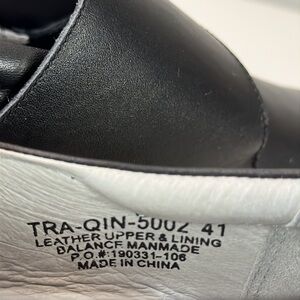 TRA-QIN-5002 41
LEATHER UPPER & LINING
BALANCE MANMADE
P.O.#:190331-106
MADE IN CHINA